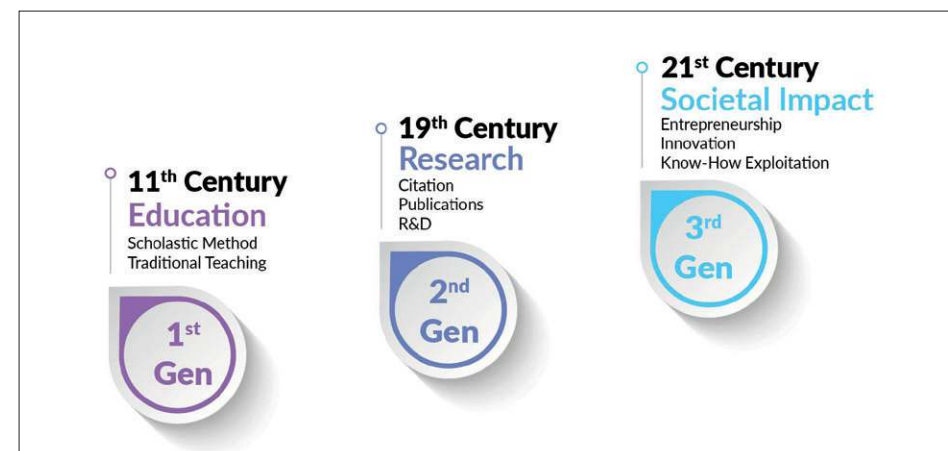 11th Century
Education
Scholastic Method
Traditional Teaching
1st
Gen
19th Century
Research
Citation
Publications
R&D
2nd
Gen
21st Century
Societal Impact
Entrepreneurship
Innovation
Know-How Exploitation
3rd
Gen